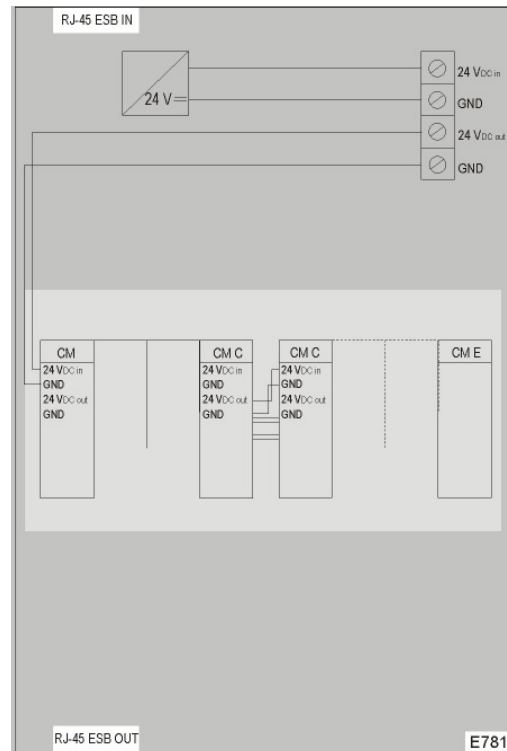 RJ-45 ESB IN
24 V
24 VDC in
GND
24 VDC out
GND
CM
24 VDC in
GND
24 VDC out
GND
CM C
24 VDC in
GND
24 VDC out
GND
CM C
24 VDC in
GND
24 VDC out
GND
CM E
RJ-45 ESB OUT
E781